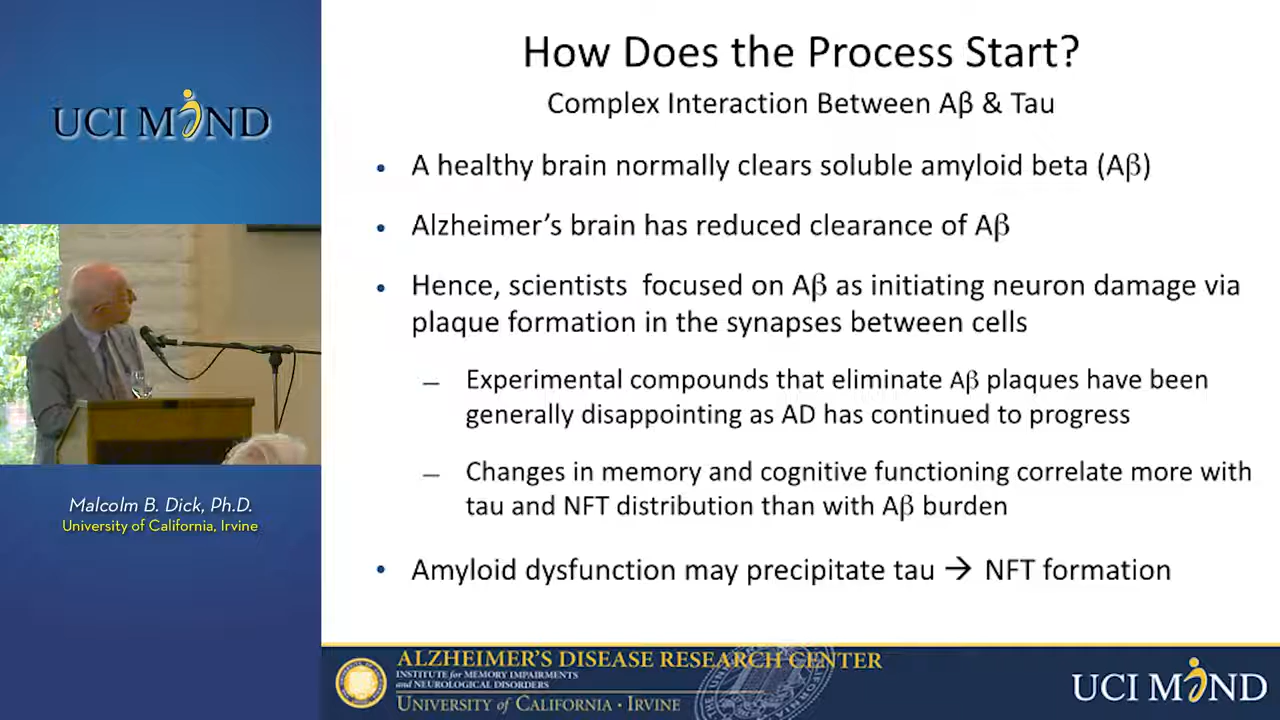 UCI MIND
How Does the Process Start?
Complex Interaction Between Aβ & Tau
• A healthy brain normally clears soluble amyloid beta (Aβ)
• Alzheimer's brain has reduced clearance of Aβ
• Hence, scientists focused on Aβ as initiating neuron damage via
plaque formation in the synapses between cells
– Experimental compounds that eliminate Aβ plaques have been
generally disappointing as AD has continued to progress
– Changes in memory and cognitive functioning correlate more with
tau and NFT distribution than with Aβ burden
• Amyloid dysfunction may precipitate tau → NFT formation
Malcolm B. Dick, Ph.D.
University of California, Irvine
ALZHEIMER'S DISEASE RESEARCH CENTER
INSTITUTE for MEMORY IMPAIRMENTS
and NEUROLOGICAL DISORDERS
UNIVERSITY of CALIFORNIA · IRVINE
UCI MIND